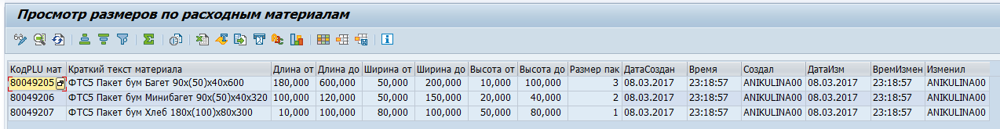 Просмотр размеров по расходным материалам
КодPLU мат Краткий текст материала Длина от Длина до Ширина от Ширина до Высота от Высота до Размер пак ДатаСоздан Время Создал ДатаИзм ВремИзмен Изменил
80049205 ФТС5 Пакет бум Багет 90х(50)х40х600 180,000 600,000 50,000 200,000 10,000 100,000 3 08.03.2017 23:18:57 ANIKULINA00 08.03.2017 23:18:57 ANIKULINA00
80049206 ФТС5 Пакет бум Минибагет 90х(50)х40х320 100,000 120,000 50,000 150,000 20,000 40,000 2 08.03.2017 23:18:57 ANIKULINA00 08.03.2017 23:18:57 ANIKULINA00
80049207 ФТС5 Пакет бум Хлеб 180х(100)х80х300 10,000 100,000 80,000 100,000 50,000 80,000 1 08.03.2017 23:18:57 ANIKULINA00 08.03.2017 23:18:57 ANIKULINA00